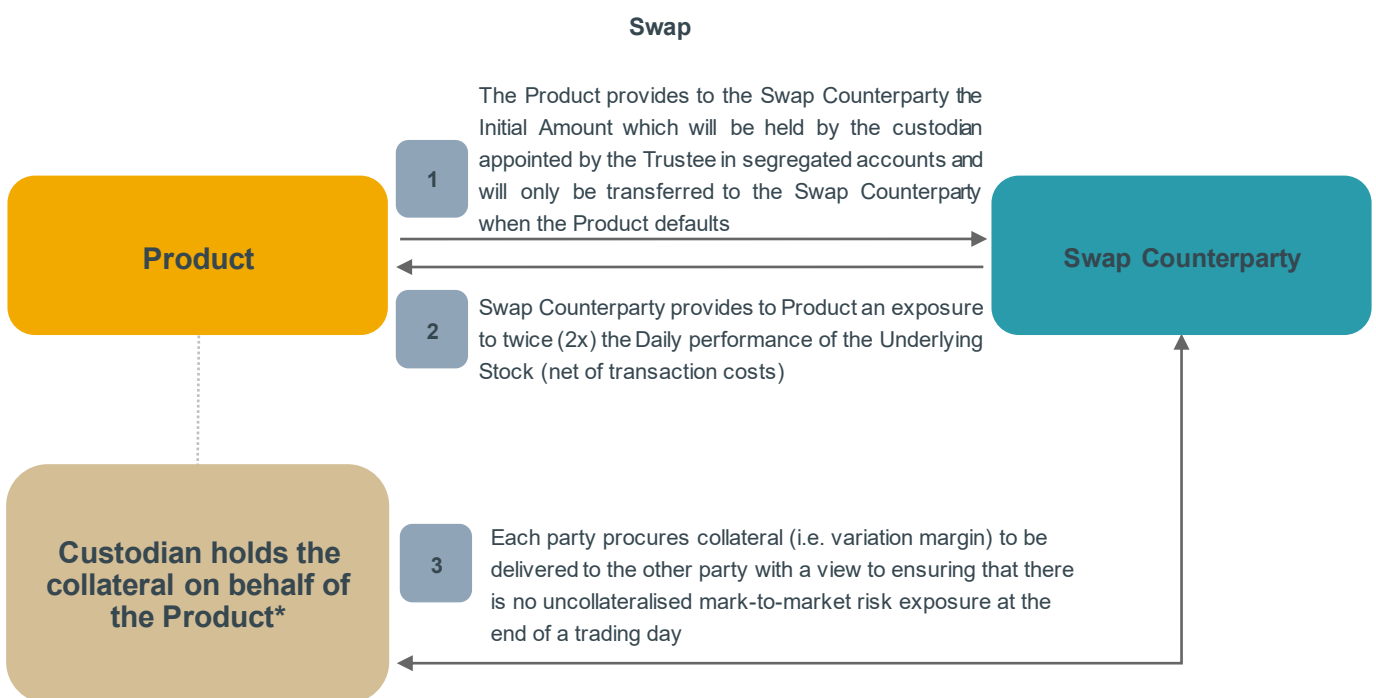 Swap
The Product provides to the Swap Counterparty the
Initial Amount which will be held by the custodian
appointed by the Trustee in segregated accounts and
will only be transferred to the Swap Counterparty
when the Product defaults
1
Product
Swap Counterparty
2
Swap Counterparty provides to Product an exposure
to twice (2x) the Daily performance of the Underlying
Stock (net of transaction costs)
Custodian holds the
collateral on behalf of
the Product*
3
Each party procures collateral (i.e. variation margin) to be
delivered to the other party with a view to ensuring that there
is no uncollateralised mark-to-market risk exposure at the
end of a trading day